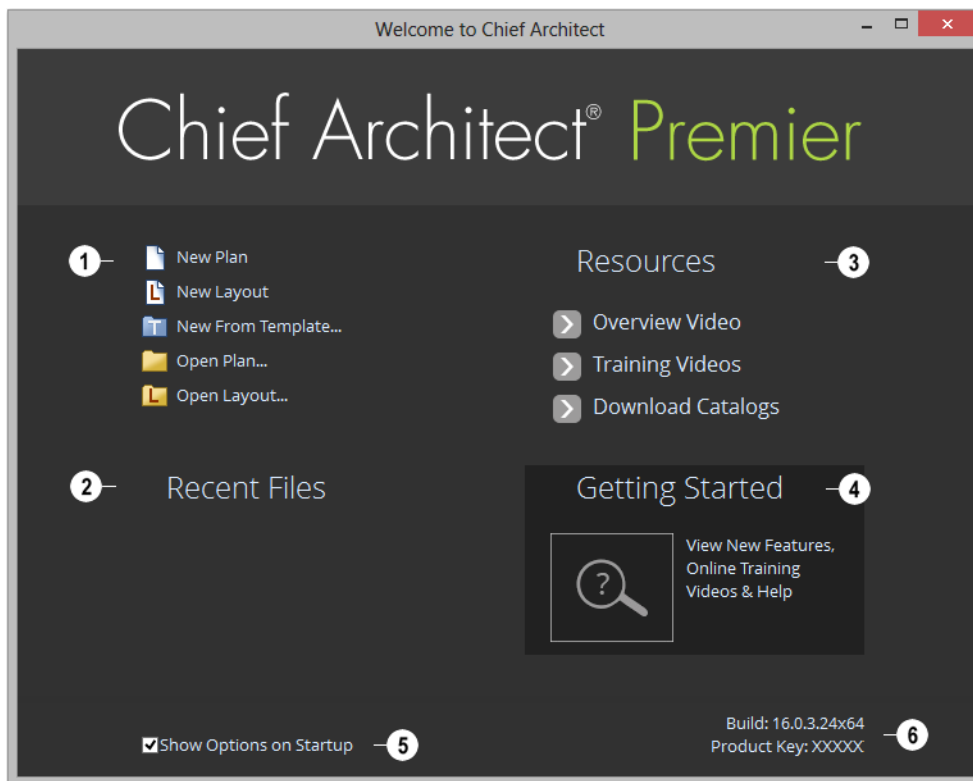 Welcome to Chief Architect
Chief Architect® Premier
1
New Plan
L New Layout
T New From Template...
Open Plan...
L Open Layout...
Resources
3
Overview Video
Training Videos
Download Catalogs
2
Recent Files
Getting Started
4
?
View New Features,
Online Training
Videos & Help
Show Options on Startup
5
Build: 16.0.3.24x64
Product Key: XXXXX
6